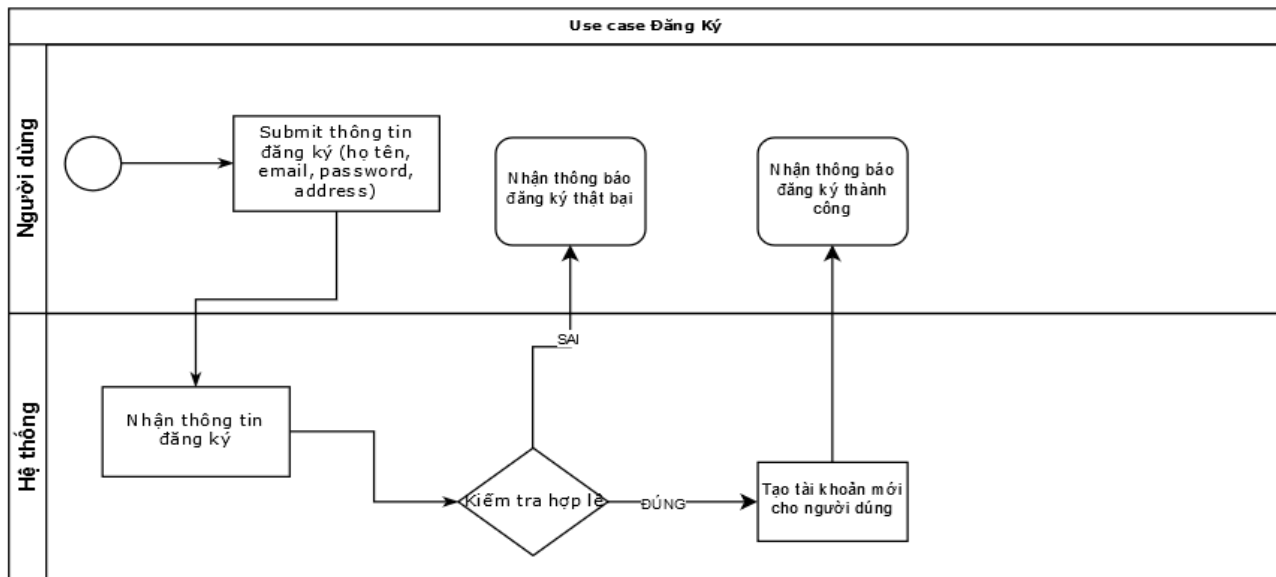 Use case Đăng Ký
Người dùng
Submit thông tin
đăng ký (họ tên,
email, password,
address)
Nhận thông báo
đăng ký thật bại
Nhận thông báo
đăng ký thành
công
SAI
Hệ thống
Nhận thông tin
đăng ký
Kiểm tra hợp lê
ĐÚNG
Tạo tài khoản mới
cho người dúng